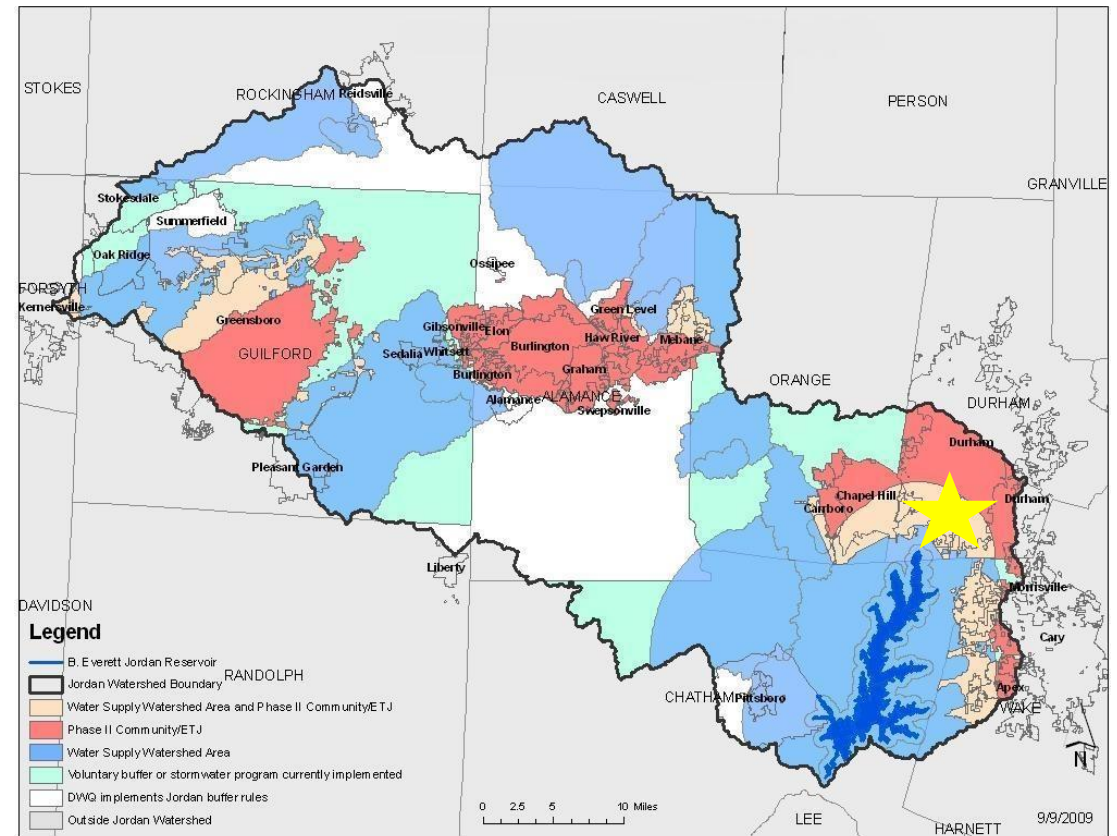 STOKES
ROCKINGHAM
Reidsville
CASWELL
PERSON
GRANVILLE
Stokesdale
Summerfield
Oak Ridge
Ossipee
FORSYTH
Kernersville
Greensboro
GUILFORD
Gibsonville
Elon
Green Level
Burlington
Haw River
Mebane
Sedalia
Whitsett
Burlington
Graham
Alamance
ALAMANCE
Swepsonville
ORANGE
DURHAM
Durham
Pleasant Garden
Chapel Hill
Durham
Carrboro
Liberty
Morrisville
DAVIDSON
Cary
Legend
B. Everett Jordan Reservoir
Jordan Watershed Boundary
RANDOLPH
CHATHAM
Pittsboro
Apex
WAKE
Water Supply Watershed Area and Phase II Community/ETJ
Phase II Community/ETJ
Water Supply Watershed Area
Voluntary buffer or stormwater program currently implemented
DWQ implements Jordan buffer rules
Outside Jordan Watershed
0 2.5 5 10 Miles
N
LEE
HARNETT
9/9/2009